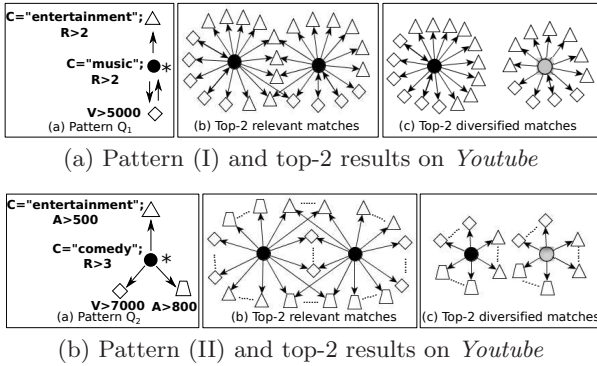 C="entertainment";
R>2
C="music";
R>2
*
V>5000
(a) Pattern Q1
(b) Top-2 relevant matches
(c) Top-2 diversified matches
(a) Pattern (I) and top-2 results on Youtube
C="entertainment";
A>500
C="comedy";
R>3
*
V>7000
A>800
(a) Pattern Q2
(b) Top-2 relevant matches
(c) Top-2 diversified matches
(b) Pattern (II) and top-2 results on Youtube